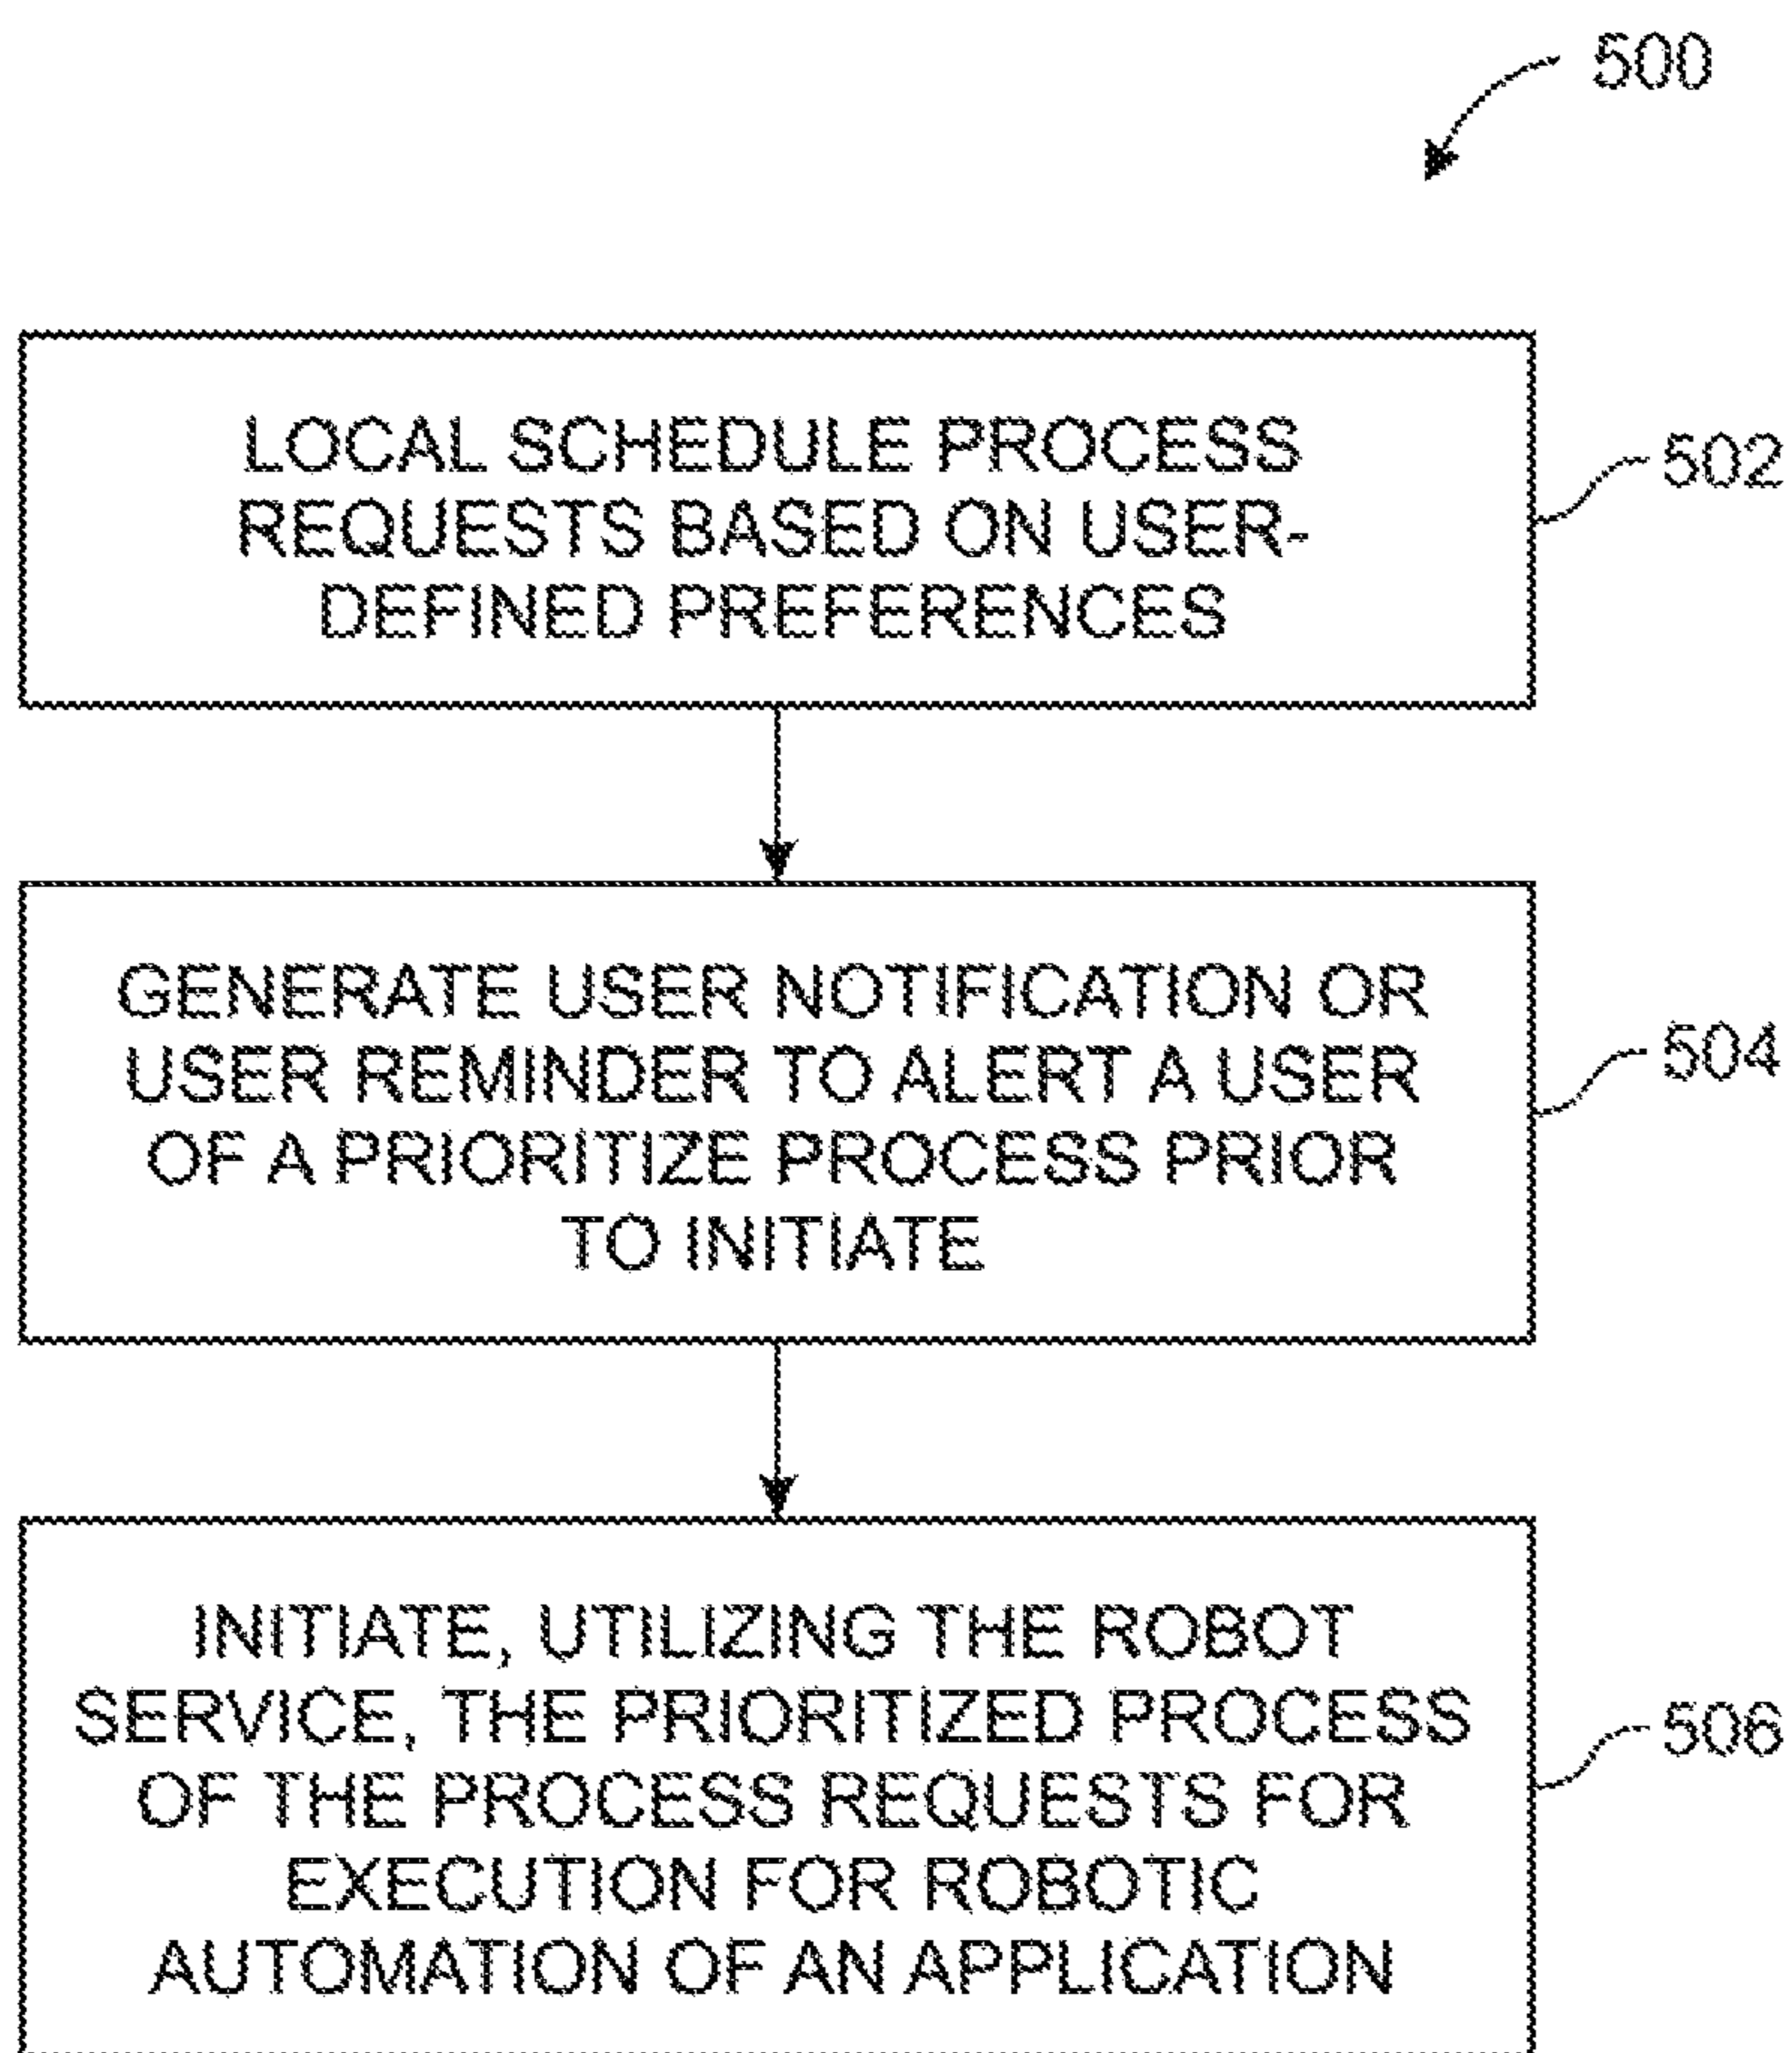 500
LOCAL SCHEDULE PROCESS
REQUESTS BASED ON USER-
DEFINED PREFERENCES
502
GENERATE USER NOTIFICATION OR
USER REMINDER TO ALERT A USER
OF A PRIORITIZE PROCESS PRIOR
TO INITIATE
504
INITIATE, UTILIZING THE ROBOT
SERVICE, THE PRIORITIZED PROCESS
OF THE PROCESS REQUESTS FOR
EXECUTION FOR ROBOTIC
AUTOMATION OF AN APPLICATION
506